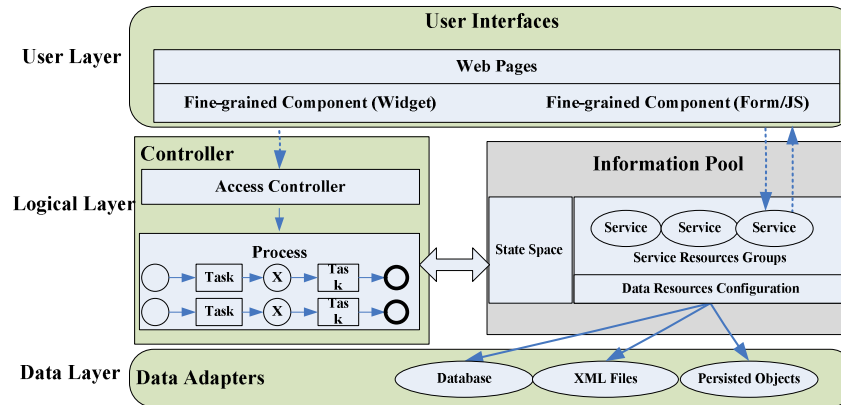 User Interfaces
User Layer
Web Pages
Fine-grained Component (Widget)
Fine-grained Component (Form/JS)
Controller
Information Pool
Access Controller
Logical Layer
Service
Service
Service
State Space
Service Resources Groups
Process
Task
X
Tas
k
Task
X
Tas
k
Data Resources Configuration
Data Layer
Data Adapters
Database
XML Files
Persisted Objects